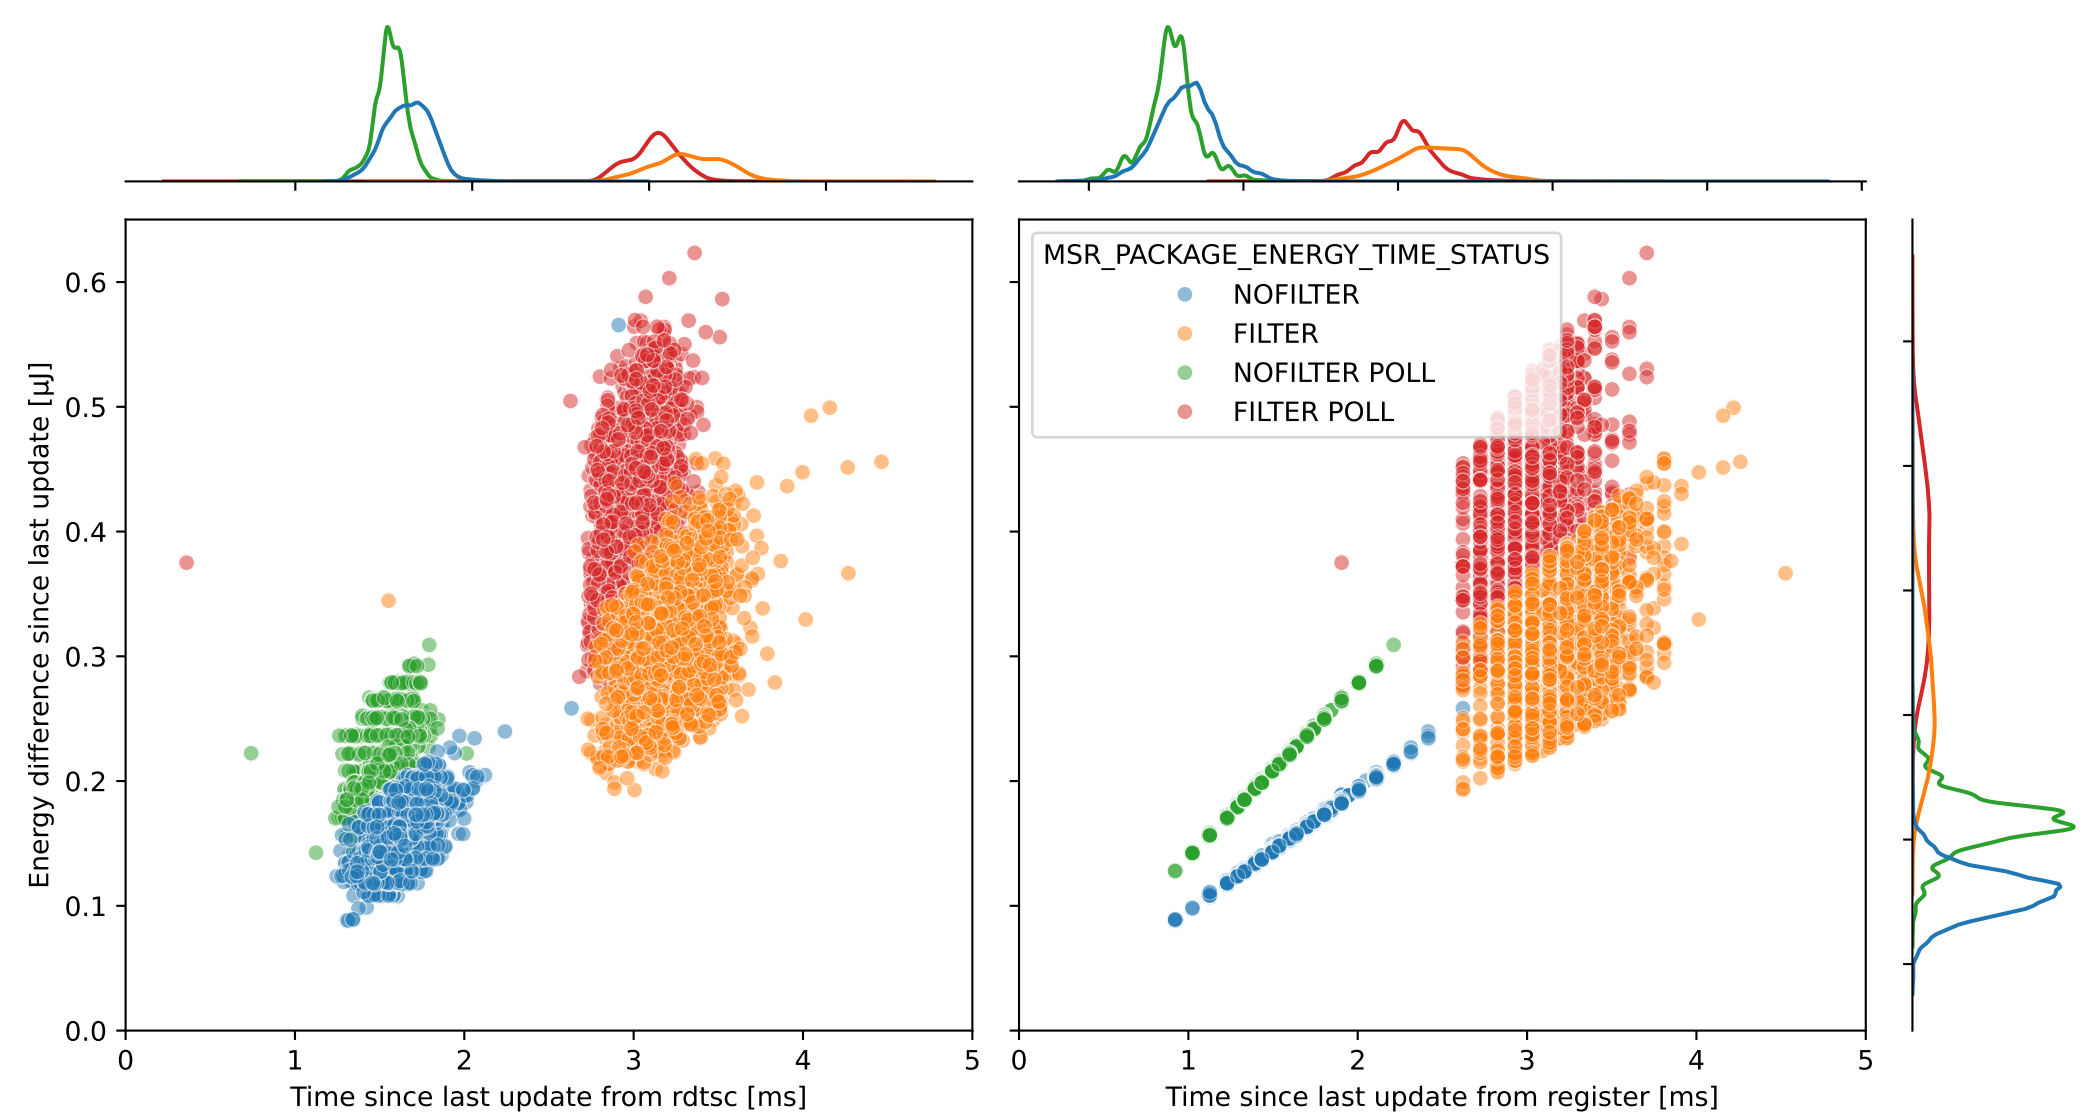 MSR_PACKAGE_ENERGY_TIME_STATUS
NOFILTER
FILTER
NOFILTER POLL
FILTER POLL
Energy difference since last update [µJ]
0.6
0.5
0.4
0.3
0.2
0.1
0.0
0 1 2 3 4 5
Time since last update from rdtsc [ms]
0 1 2 3 4 5
Time since last update from register [ms]